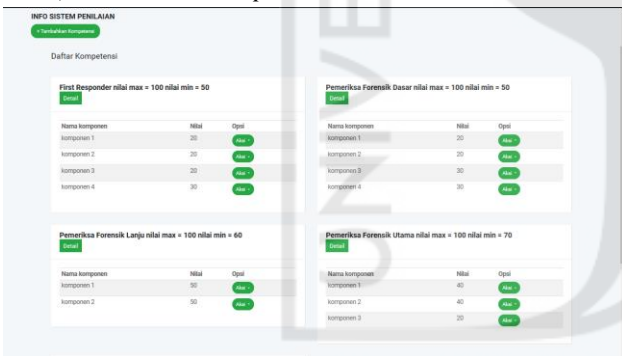 INFO SISTEM PENILAIAN
+ Tambahkan Kompetensi
Daftar Kompetensi
First Responder nilai max = 100 nilai min = 50
Detail
Nama komponen Nilai Opsi
komponen 1 20 Aksi
komponen 2 20 Aksi
komponen 3 20 Aksi
komponen 4 30 Aksi
Pemeriksa Forensik Dasar nilai max = 100 nilai min = 50
Detail
Nama komponen Nilai Opsi
komponen 1 20 Aksi
komponen 2 20 Aksi
komponen 3 30 Aksi
komponen 4 30 Aksi
Pemeriksa Forensik Lanju nilai max = 100 nilai min = 60
Detail
Nama komponen Nilai Opsi
komponen 1 50 Aksi
komponen 2 50 Aksi
Pemeriksa Forensik Utama nilai max = 100 nilai min = 70
Detail
Nama komponen Nilai Opsi
komponen 1 40 Aksi
komponen 2 40 Aksi
komponen 3 20 Aksi
UNIVE